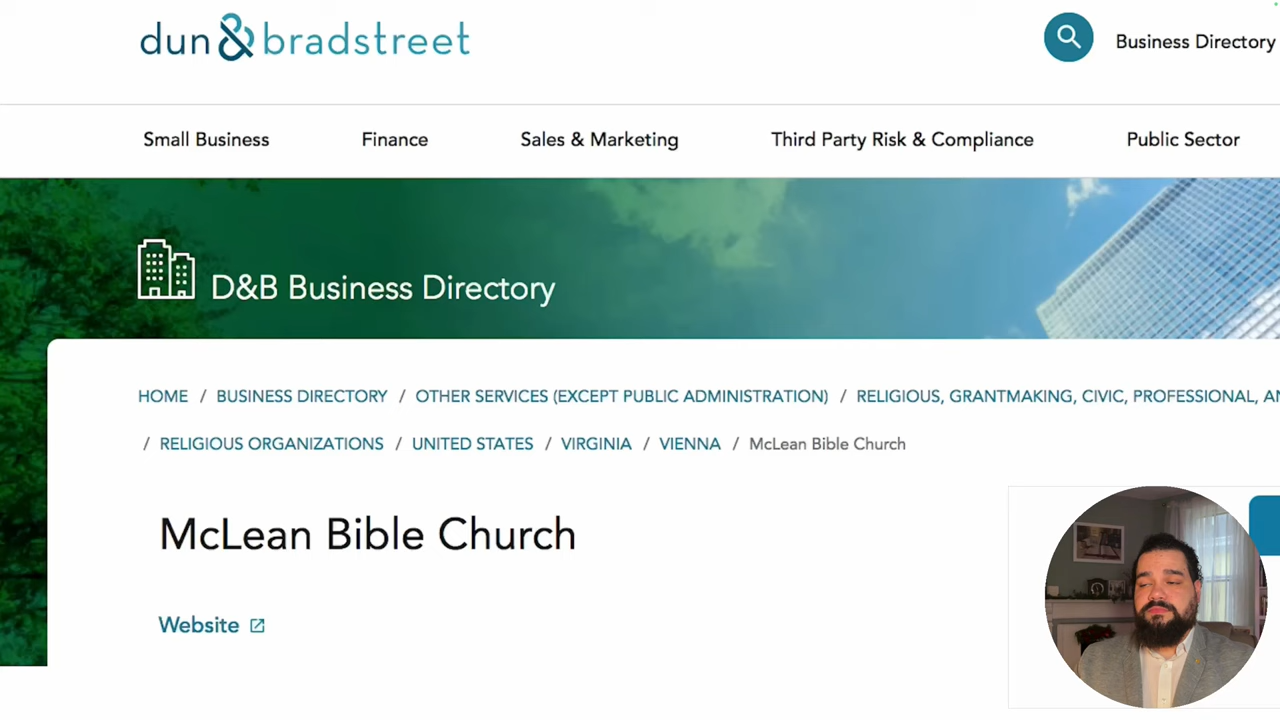 dun & bradstreet
Business Directory
Small Business
Finance
Sales & Marketing
Third Party Risk & Compliance
Public Sector
D&B Business Directory
HOME / BUSINESS DIRECTORY / OTHER SERVICES (EXCEPT PUBLIC ADMINISTRATION) / RELIGIOUS, GRANTMAKING, CIVIC, PROFESSIONAL,
/ RELIGIOUS ORGANIZATIONS / UNITED STATES / VIRGINIA / VIENNA / McLean Bible Church
McLean Bible Church
Website